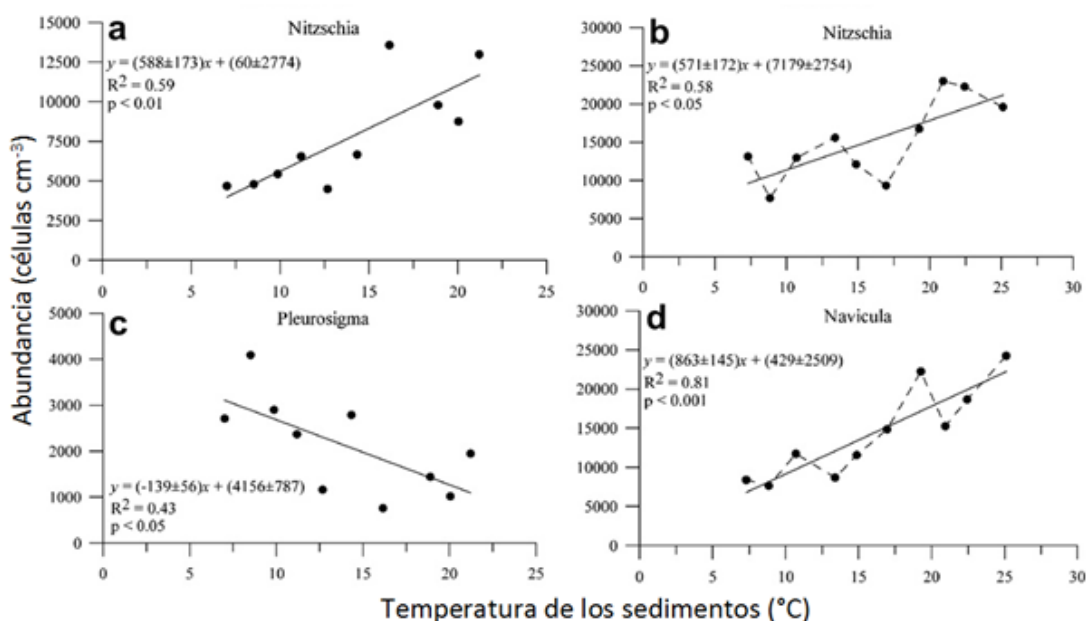 Abundancia (células cm-3)
a
Nitzschia
y = (588±173)x + (60±2774)
R2 = 0.59
p < 0.01
15000
12500
10000
7500
5000
2500
0
0 5 10 15 20 25
b
Nitzschia
y = (571±172)x + (7179±2754)
R2 = 0.58
p < 0.05
30000
25000
20000
15000
10000
5000
0
0 5 10 15 20 25 30
c
Pleurosigma
y = (-139±56)x + (4156±787)
R2 = 0.43
p < 0.05
5000
4000
3000
2000
1000
0
0 5 10 15 20 25
d
Navicula
y = (863±145)x + (429±2509)
R2 = 0.81
p < 0.001
30000
25000
20000
15000
10000
5000
0
0 5 10 15 20 25 30
Temperatura de los sedimentos (°C)